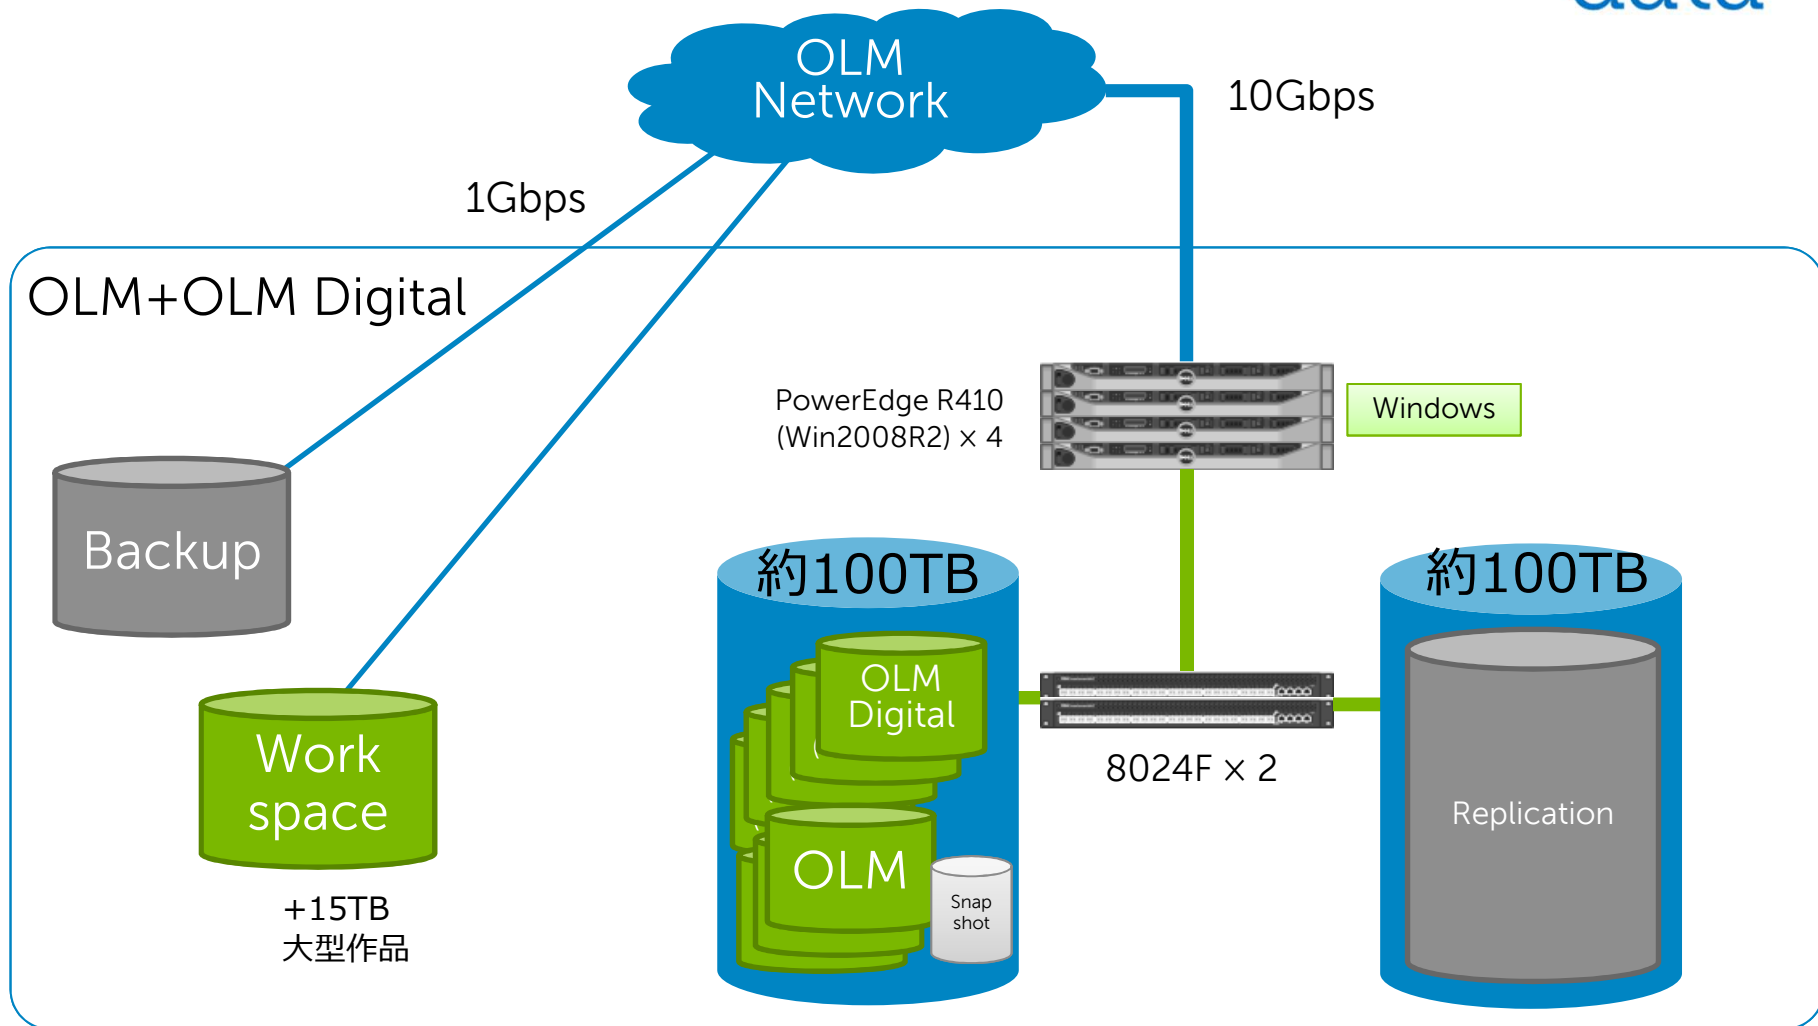 data
OLM
Network
10Gbps
1Gbps
OLM+OLM Digital
PowerEdge R410
(Win2008R2) × 4
Windows
Backup
約100TB
約100TB
OLM
Digital
8024F × 2
Work
space
Replication
OLM
Snap
shot
+15TB
大型作品